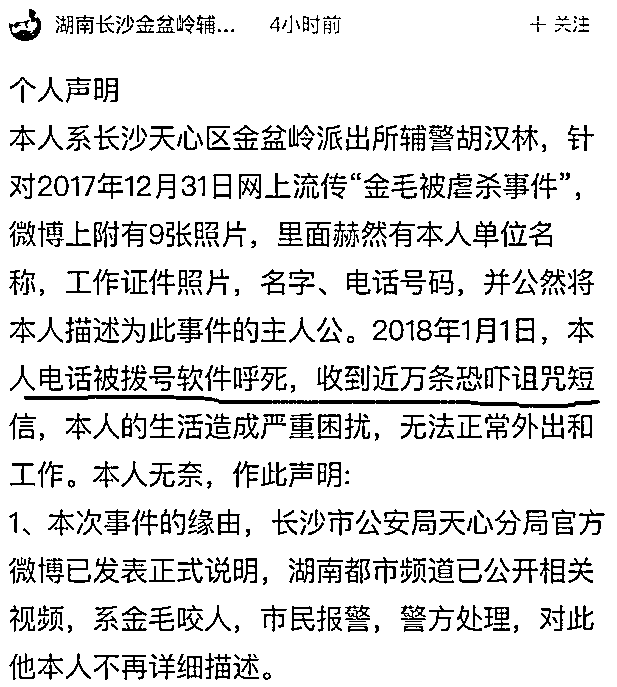 湖南长沙金盆岭辅... 4小时前 十 关注
个人声明
本人系长沙天心区金盆岭派出所辅警胡汉林，针
对2017年12月31日网上流传“金毛被虐杀事件”，
微博上附有9张照片，里面赫然有本人单位名
称，工作证件照片，名字、电话号码，并公然将
本人描述为此事件的主人公。2018年1月1日，本
人电话被拨号软件呼死，收到近万条恐吓诅咒短
信，本人的生活造成严重困扰，无法正常外出和
工作。本人无奈，作此声明:
1、本次事件的缘由，长沙市公安局天心分局官方
微博已发表正式说明，湖南都市频道已公开相关
视频，系金毛咬人，市民报警，警方处理，对此
他本人不再详细描述。